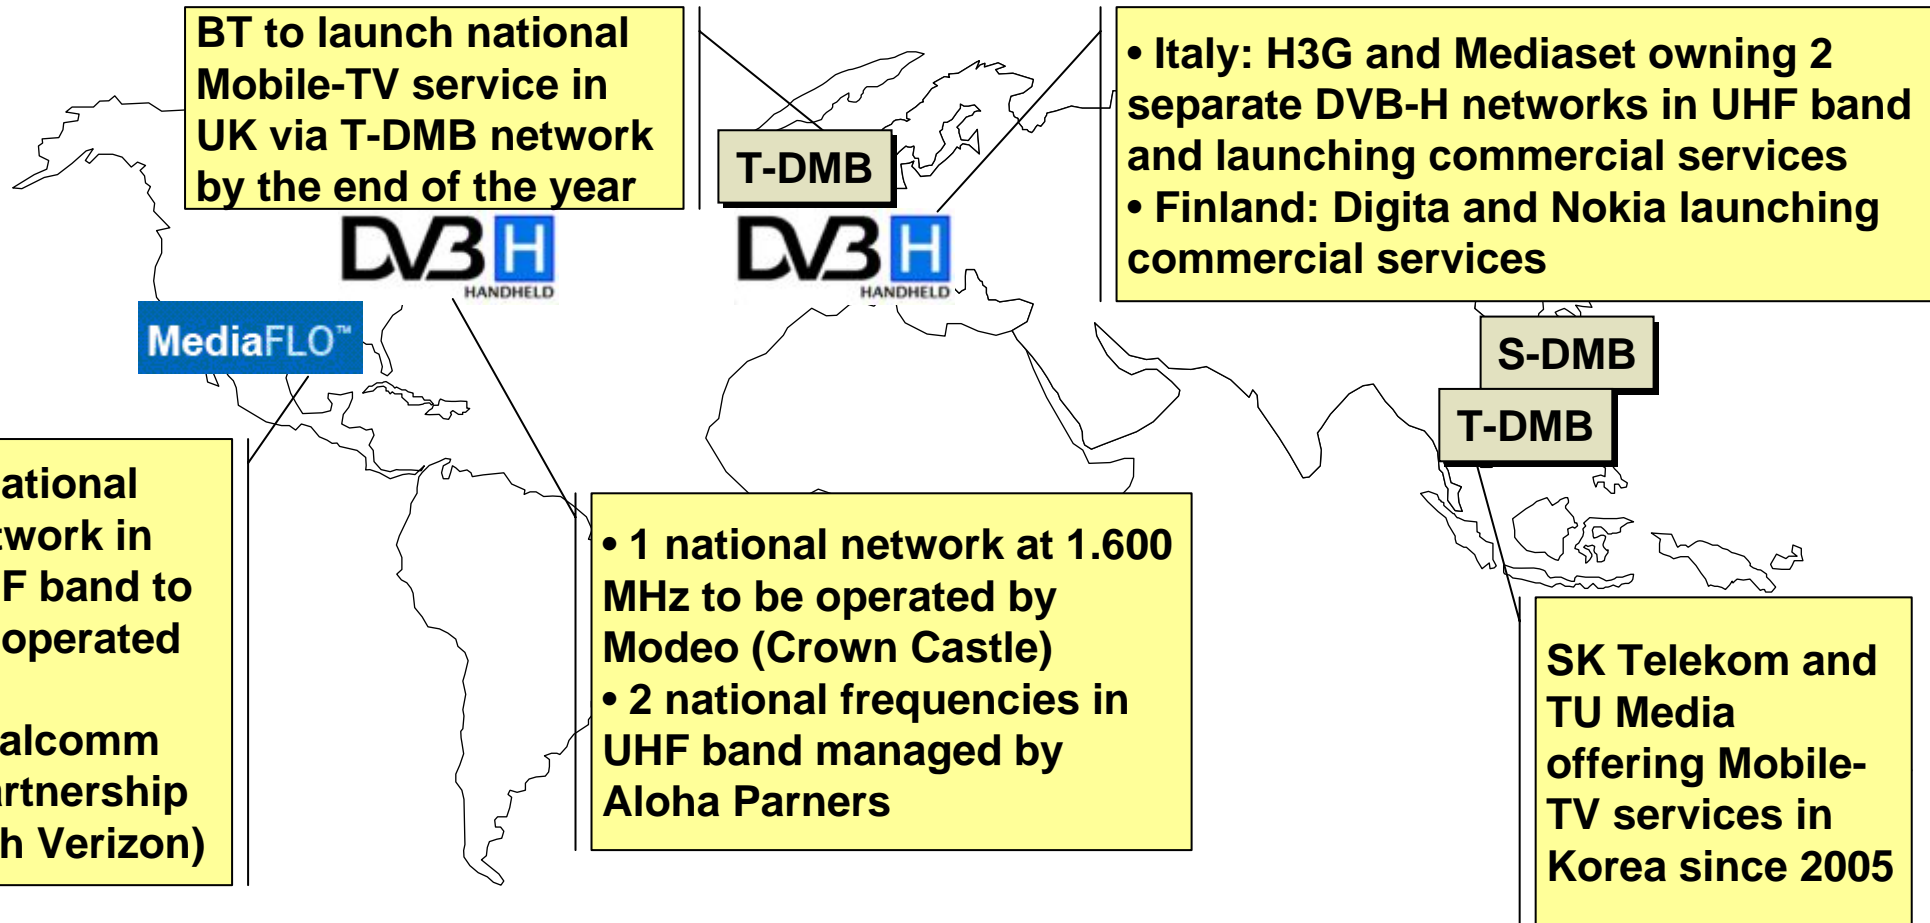 BT to launch national
Mobile-TV service in
UK via T-DMB network
by the end of the year
• Italy: H3G and Mediaset owning 2
separate DVB-H networks in UHF band
and launching commercial services
• Finland: Digita and Nokia launching
commercial services
T-DMB
DVB H
HANDHELD
DVB H
HANDHELD
MediaFLO™
S-DMB
T-DMB
ational
twork in
F band to
operated
alcomm
artnership
h Verizon)
• 1 national network at 1.600
MHz to be operated by
Modeo (Crown Castle)
• 2 national frequencies in
UHF band managed by
Aloha Parners
SK Telekom and
TU Media
offering Mobile-
TV services in
Korea since 2005